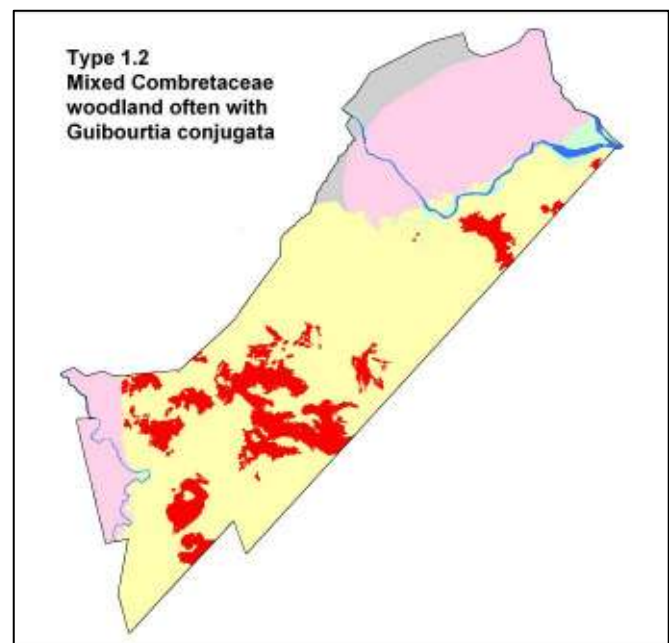 Type 1.2
Mixed Combretaceae
woodland often with
Guibourtia conjugata